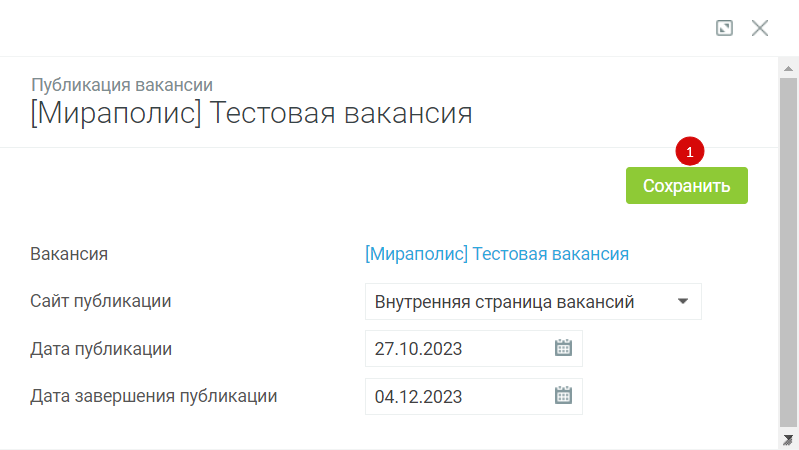 Публикация вакансии
[Мираполис] Тестовая вакансия
1
Сохранить
Вакансия [Мираполис] Тестовая вакансия
Сайт публикации Внутренняя страница вакансий
Дата публикации 27.10.2023
Дата завершения публикации 04.12.2023